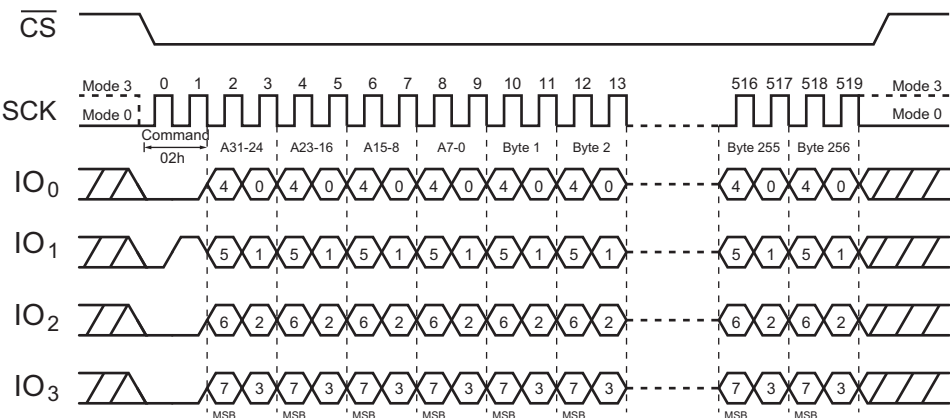 CS
0 1 2 3 4 5 6 7 8 9 10 11 12 13 516 517 518 519
Mode 3 Mode 3
SCK Mode 0 Mode 0
Command A31-24 A23-16 A15-8 A7-0 Byte 1 Byte 2 Byte 255 Byte 256
02h
IO0 4 0 4 0 4 0 4 0 4 0 4 0 4 0 4 0
IO1 5 1 5 1 5 1 5 1 5 1 5 1 5 1 5 1
IO2 6 2 6 2 6 2 6 2 6 2 6 2 6 2 6 2
IO3 7 3 7 3 7 3 7 3 7 3 7 3 7 3 7 3
MSB MSB MSB MSB MSB MSB MSB MSB